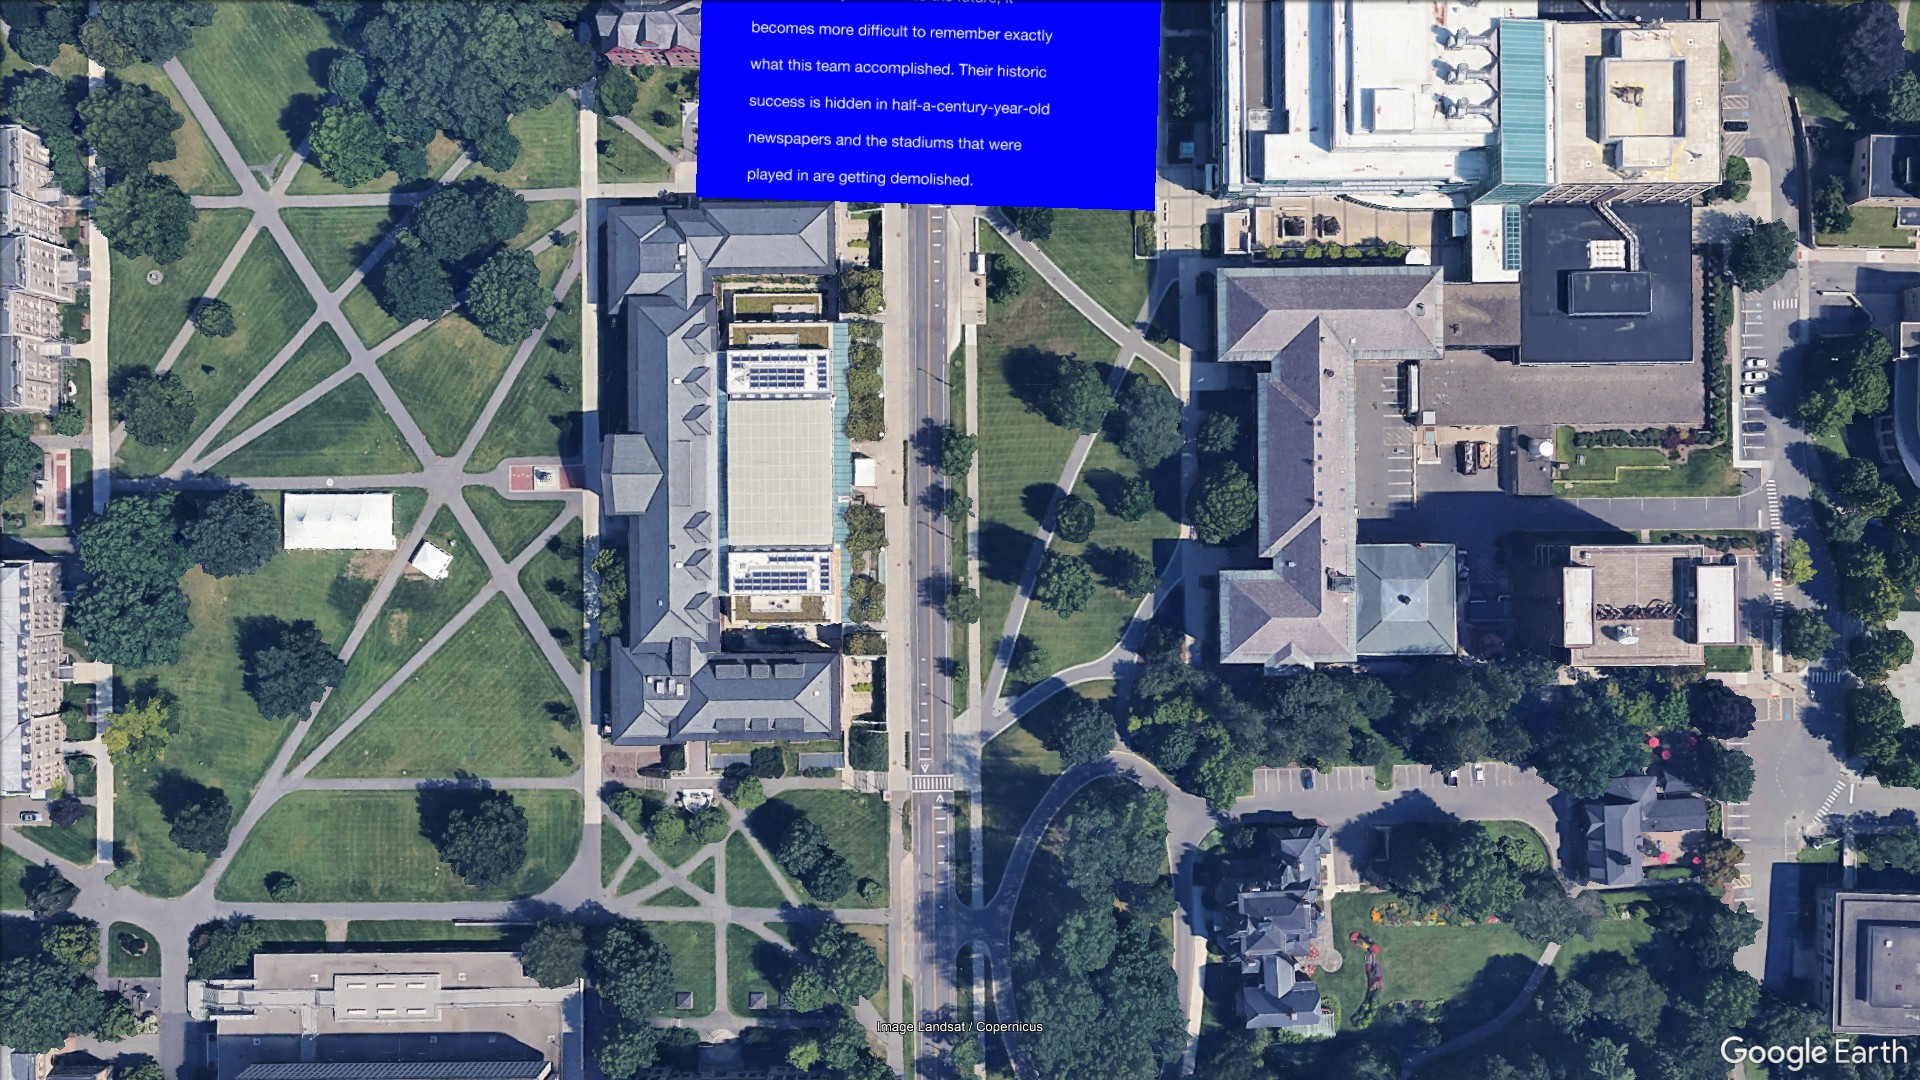 becomes more difficult to remember exactly
what this team accomplished. Their historic
success is hidden in half-a-century-year-old
newspapers and the stadiums that were
played in are getting demolished.
Image Landsat / Copernicus
Google Earth